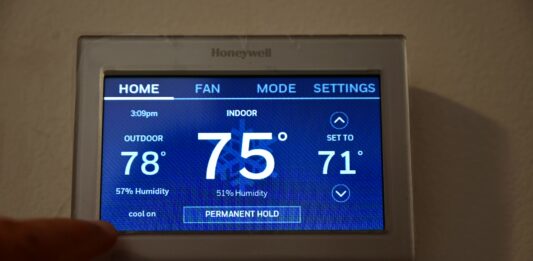 Honeywell
HOME FAN MODE SETTINGS
3:09pm
INDOOR
OUTDOOR
78°
57% Humidity
75°
51% Humidity
SET TO
71°
cool on
PERMANENT HOLD